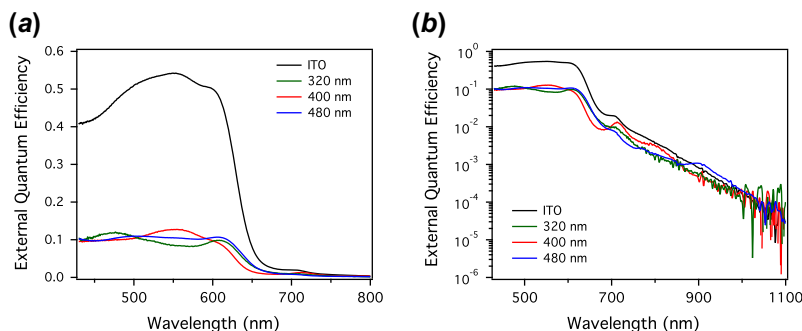 (a)
External Quantum Efficiency
0.6
0.5
0.4
0.3
0.2
0.1
0.0
ITO
320 nm
400 nm
480 nm
500
600
700
800
Wavelength (nm)
(b)
External Quantum Efficiency
10^0
10^-1
10^-2
10^-3
10^-4
10^-5
10^-6
ITO
320 nm
400 nm
480 nm
500
700
900
1100
Wavelength (nm)